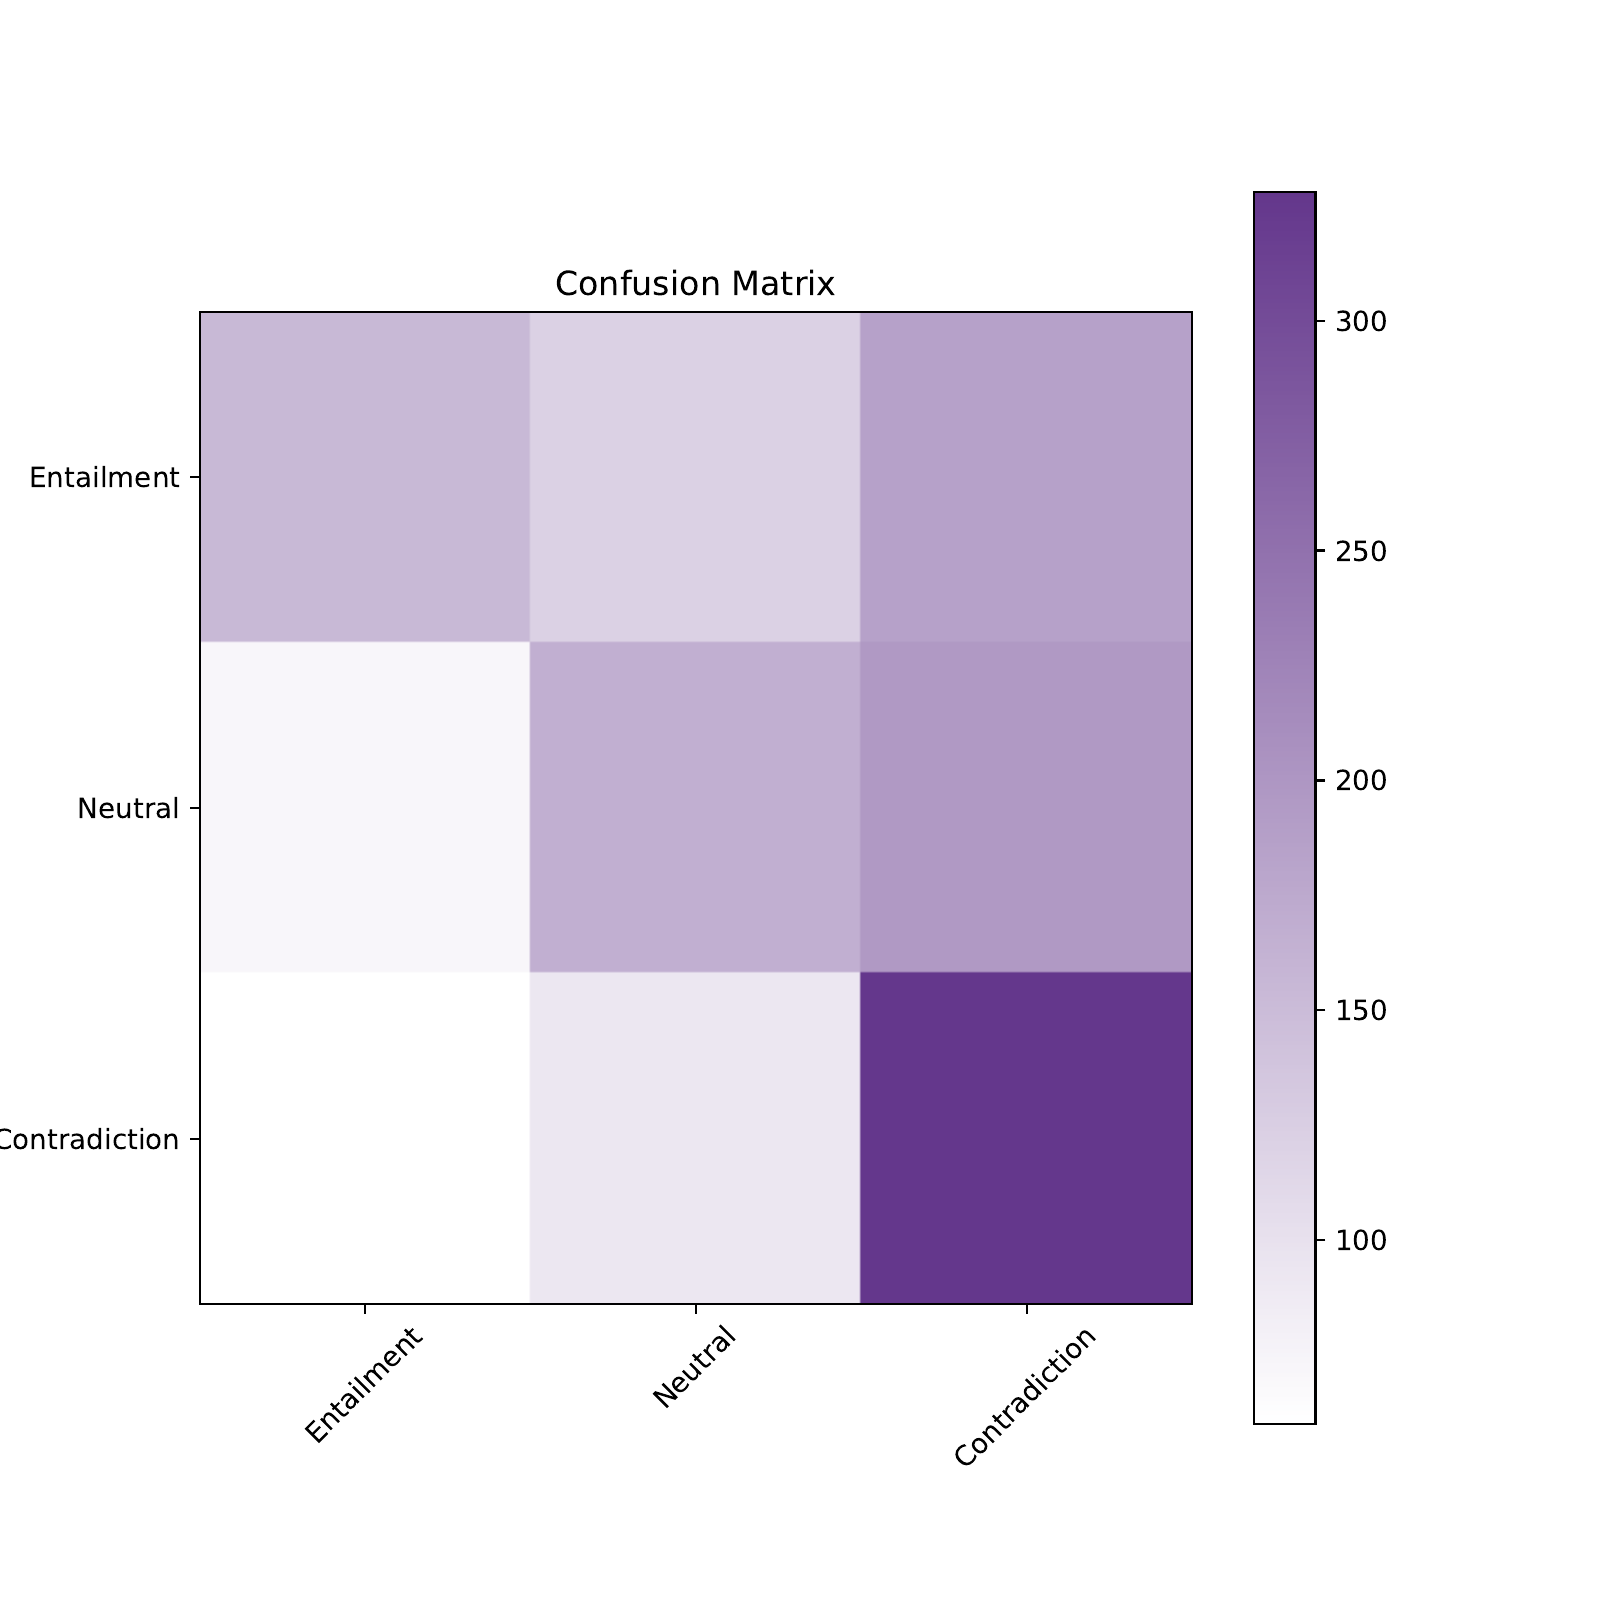 Confusion Matrix
Entailment
Neutral
Contradiction
Entailment
Neutral
Contradiction
300
250
200
150
100